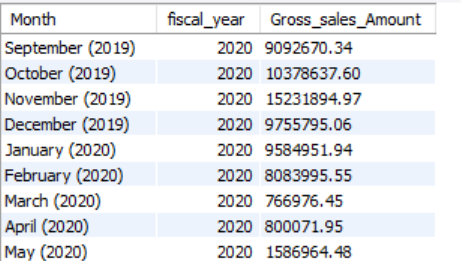 Month fiscal_year Gross_sales_Amount
September (2019) 2020 9092670.34
October (2019) 2020 10378637.60
November (2019) 2020 15231894.97
December (2019) 2020 9755795.06
January (2020) 2020 9584951.94
February (2020) 2020 8083995.55
March (2020) 2020 766976.45
April (2020) 2020 800071.95
May (2020) 2020 1586964.48